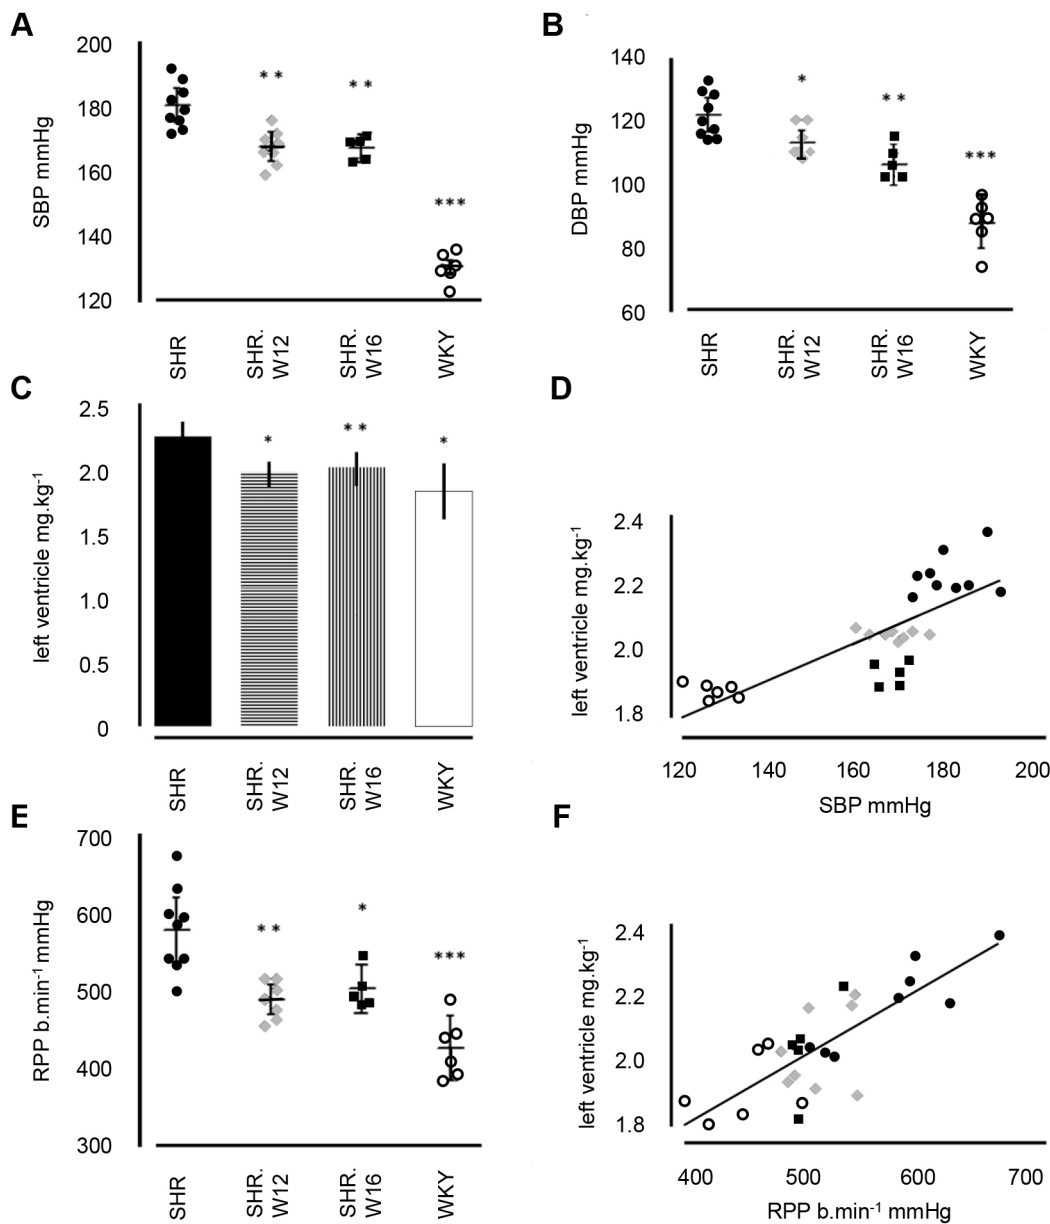 A
200
180
160
140
120
SBP mmHg
* *
* *
***
SHR
SHR.
W12
SHR.
W16
WKY
B
140
120
100
80
60
DBP mmHg
*
* *
***
SHR
SHR.
W12
SHR.
W16
WKY
C
2.5
2.0
1.5
1.0
0.5
0
left ventricle mg.kg-1
*
* *
*
SHR
SHR.
W12
SHR.
W16
WKY
D
2.4
2.2
2.0
1.8
left ventricle mg.kg-1
120 140 160 180 200
SBP mmHg
E
700
600
500
400
300
RPP b.min-1 mmHg
* *
*
***
SHR
SHR.
W12
SHR.
W16
WKY
F
2.4
2.2
2.0
1.8
left ventricle mg.kg-1
400 500 600 700
RPP b.min-1 mmHg